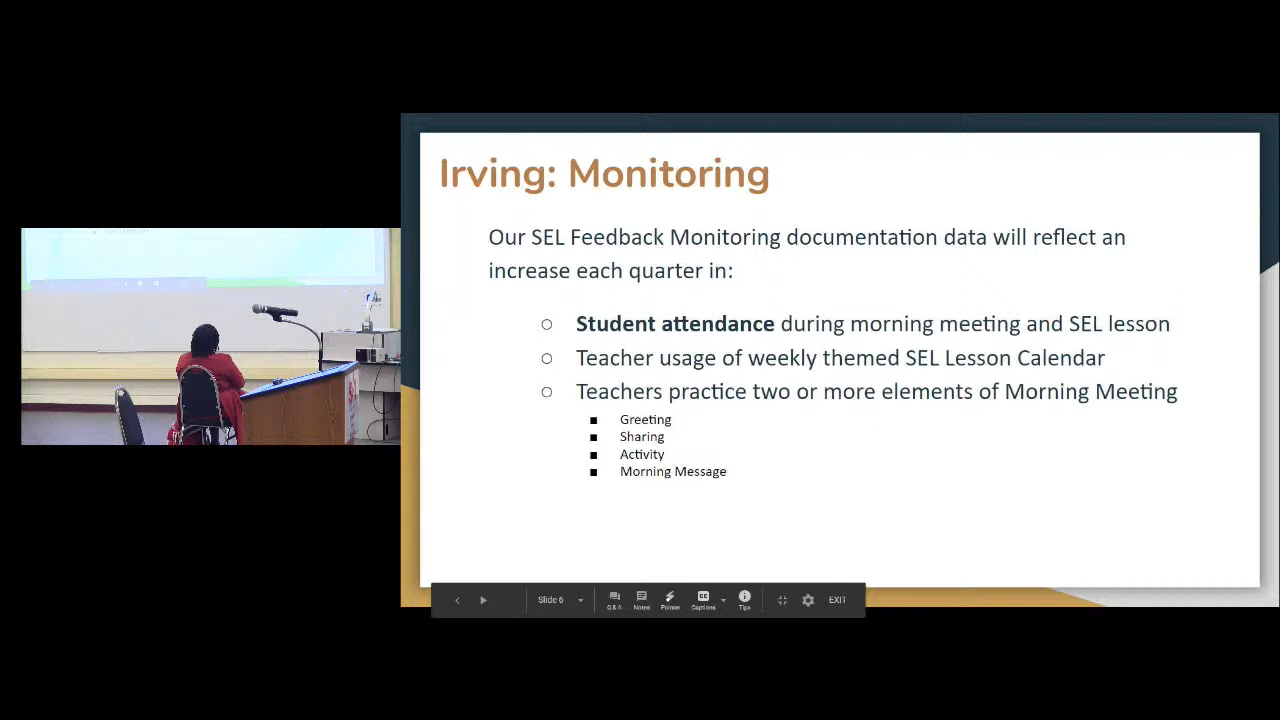 Irving: Monitoring
Our SEL Feedback Monitoring documentation data will reflect an
increase each quarter in:
○ Student attendance during morning meeting and SEL lesson
○ Teacher usage of weekly themed SEL Lesson Calendar
○ Teachers practice two or more elements of Morning Meeting
■ Greeting
■ Sharing
■ Activity
■ Morning Message
Slide 6
Q&A Notes Pointer Captions Tips EXIT